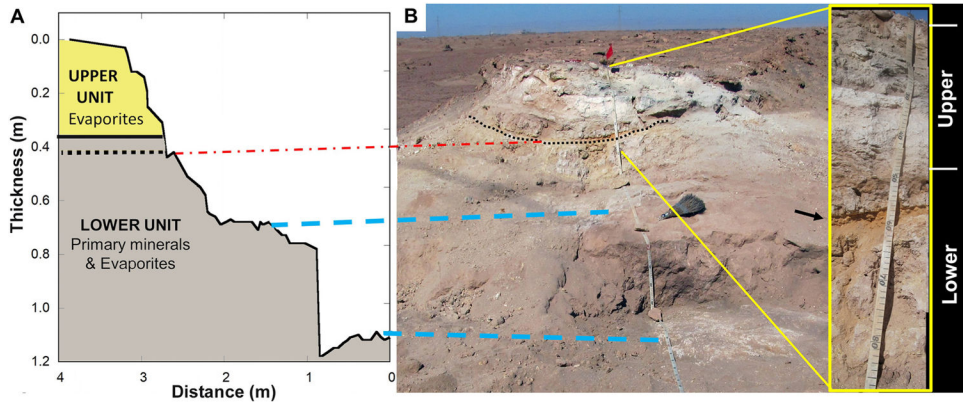 A
B
Thickness (m)
0.0
0.2
0.4
0.6
0.8
1.0
1.2
UPPER
UNIT
Evaporites
LOWER UNIT
Primary minerals
& Evaporites
4
3
2
1
0
Distance (m)
Upper
Lower